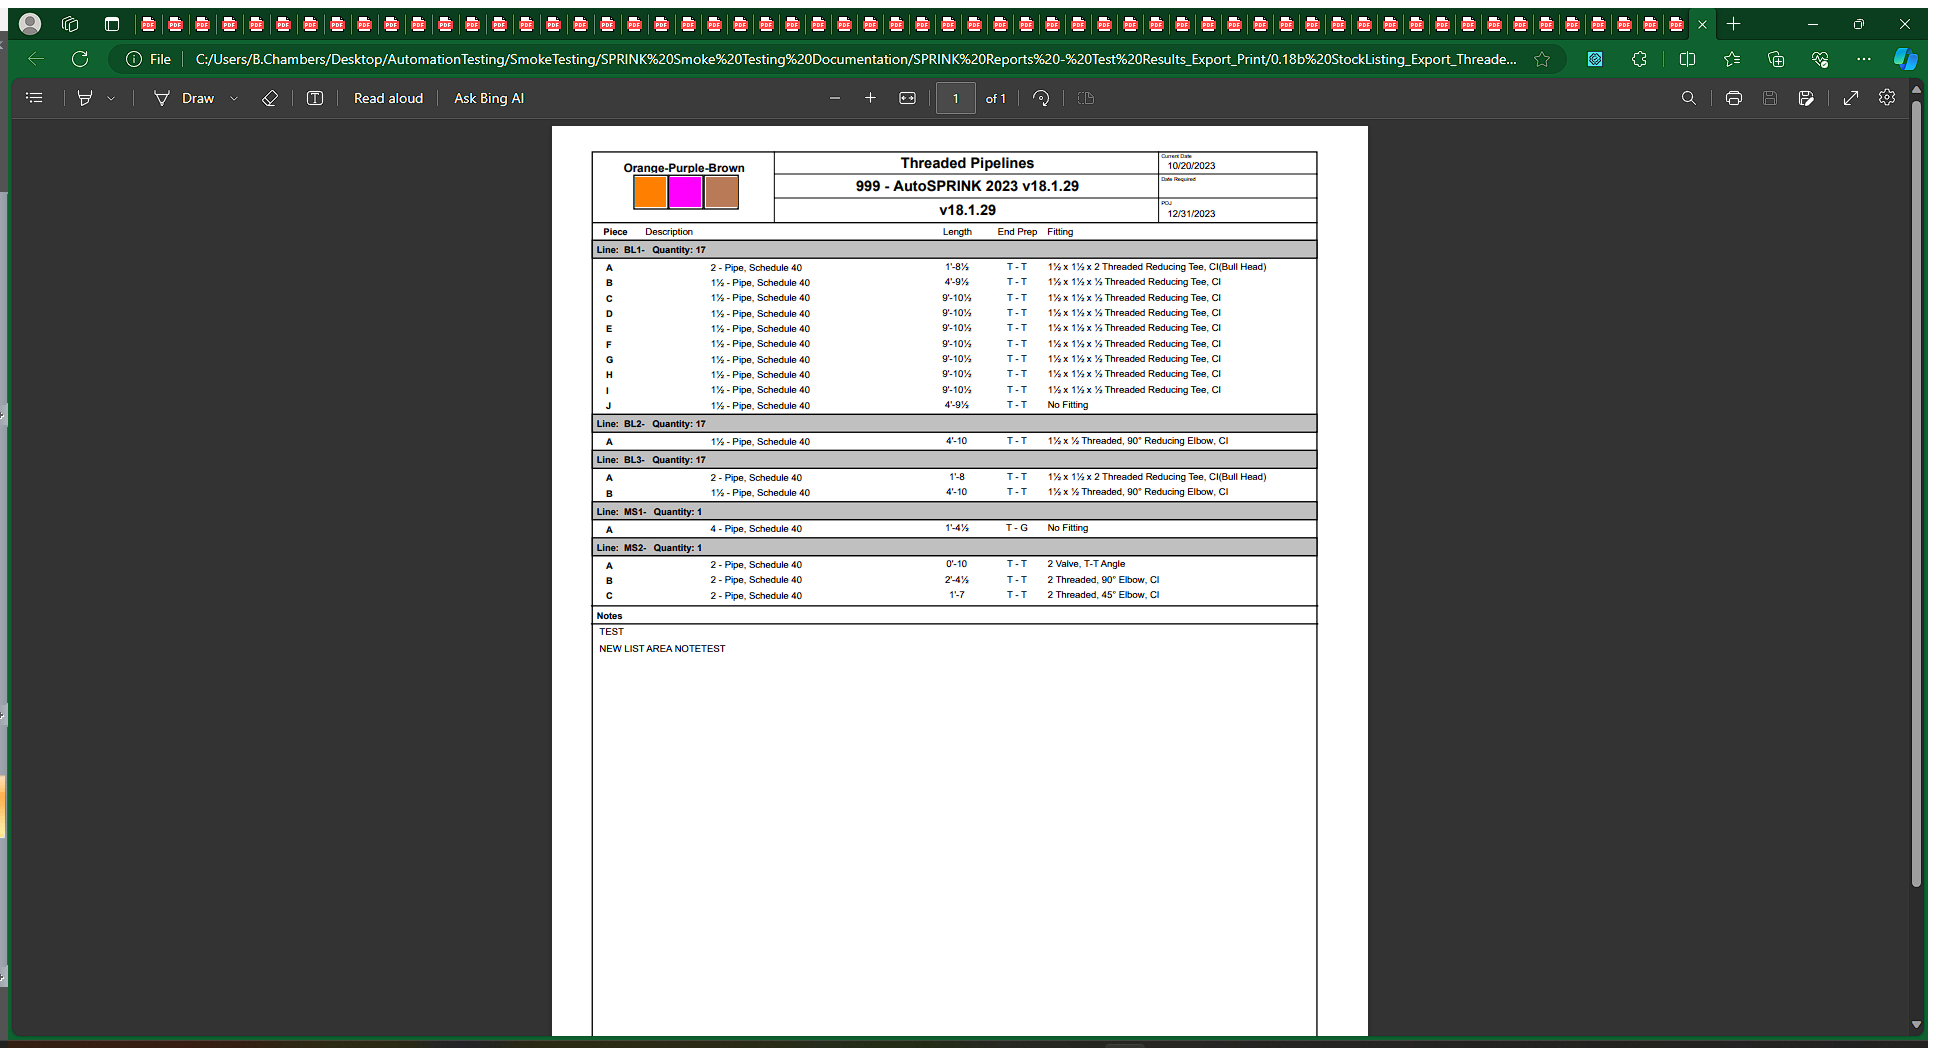 File C:/Users/B.Chambers/Desktop/AutomationTesting/SmokeTesting/SPRINK%20Smoke%20Testing%20Documentation/SPRINK%20Reports%20-%20Test%20Results_Export_Print/0.18b%20StockListing_Export_Threade...
Draw Read aloud Ask Bing AI 1 of 1
Orange-Purple-Brown
Threaded Pipelines
999 - AutoSPRINK 2023 v18.1.29
v18.1.29
Current Date
10/20/2023
Date Required
POJ
12/31/2023
Piece Description Length End Prep Fitting
Line: BL1- Quantity: 17
A 2 - Pipe, Schedule 40 1'-8½ T - T 1½ x 1½ x 2 Threaded Reducing Tee, CI(Bull Head)
B 1½ - Pipe, Schedule 40 4'-9½ T - T 1½ x 1½ x ½ Threaded Reducing Tee, CI
C 1½ - Pipe, Schedule 40 9'-10½ T - T 1½ x 1½ x ½ Threaded Reducing Tee, CI
D 1½ - Pipe, Schedule 40 9'-10½ T - T 1½ x 1½ x ½ Threaded Reducing Tee, CI
E 1½ - Pipe, Schedule 40 9'-10½ T - T 1½ x 1½ x ½ Threaded Reducing Tee, CI
F 1½ - Pipe, Schedule 40 9'-10½ T - T 1½ x 1½ x ½ Threaded Reducing Tee, CI
G 1½ - Pipe, Schedule 40 9'-10½ T - T 1½ x 1½ x ½ Threaded Reducing Tee, CI
H 1½ - Pipe, Schedule 40 9'-10½ T - T 1½ x 1½ x ½ Threaded Reducing Tee, CI
I 1½ - Pipe, Schedule 40 9'-10½ T - T 1½ x 1½ x ½ Threaded Reducing Tee, CI
J 1½ - Pipe, Schedule 40 4'-9½ T - T No Fitting
Line: BL2- Quantity: 17
A 1½ - Pipe, Schedule 40 4'-10 T - T 1½ x ½ Threaded, 90° Reducing Elbow, CI
Line: BL3- Quantity: 17
A 2 - Pipe, Schedule 40 1'-8 T - T 1½ x 1½ x 2 Threaded Reducing Tee, CI(Bull Head)
B 1½ - Pipe, Schedule 40 4'-10 T - T 1½ x ½ Threaded, 90° Reducing Elbow, CI
Line: MS1- Quantity: 1
A 4 - Pipe, Schedule 40 1'-4½ T - G No Fitting
Line: MS2- Quantity: 1
A 2 - Pipe, Schedule 40 0'-10 T - T 2 Valve, T-T Angle
B 2 - Pipe, Schedule 40 2'-4½ T - T 2 Threaded, 90° Elbow, CI
C 2 - Pipe, Schedule 40 1'-7 T - T 2 Threaded, 45° Elbow, CI
Notes
TEST
NEW LIST AREA NOTETEST